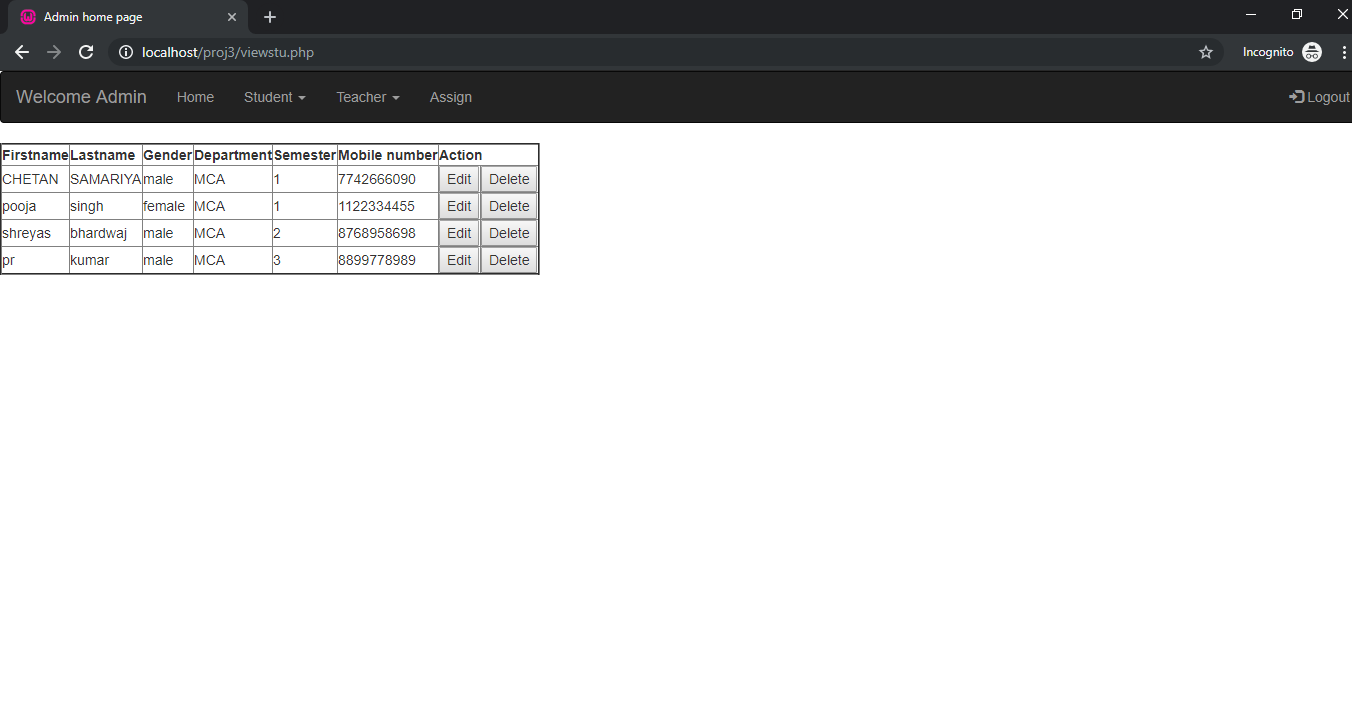 Admin home page
localhost/proj3/viewstu.php
Incognito
Welcome Admin Home Student Teacher Assign Logout
Firstname Lastname Gender Department Semester Mobile number Action
CHETAN SAMARIYA male MCA 1 7742666090 Edit Delete
pooja singh female MCA 1 1122334455 Edit Delete
shreyas bhardwaj male MCA 2 8768958698 Edit Delete
pr kumar male MCA 3 8899778989 Edit Delete